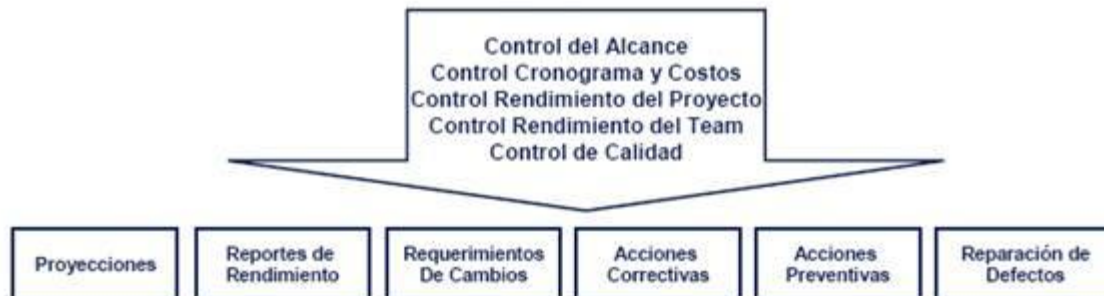 Control del Alcance
Control Cronograma y Costos
Control Rendimiento del Proyecto
Control Rendimiento del Team
Control de Calidad
Proyecciones
Reportes de
Rendimiento
Requerimientos
De Cambios
Acciones
Correctivas
Acciones
Preventivas
Reparación de
Defectos